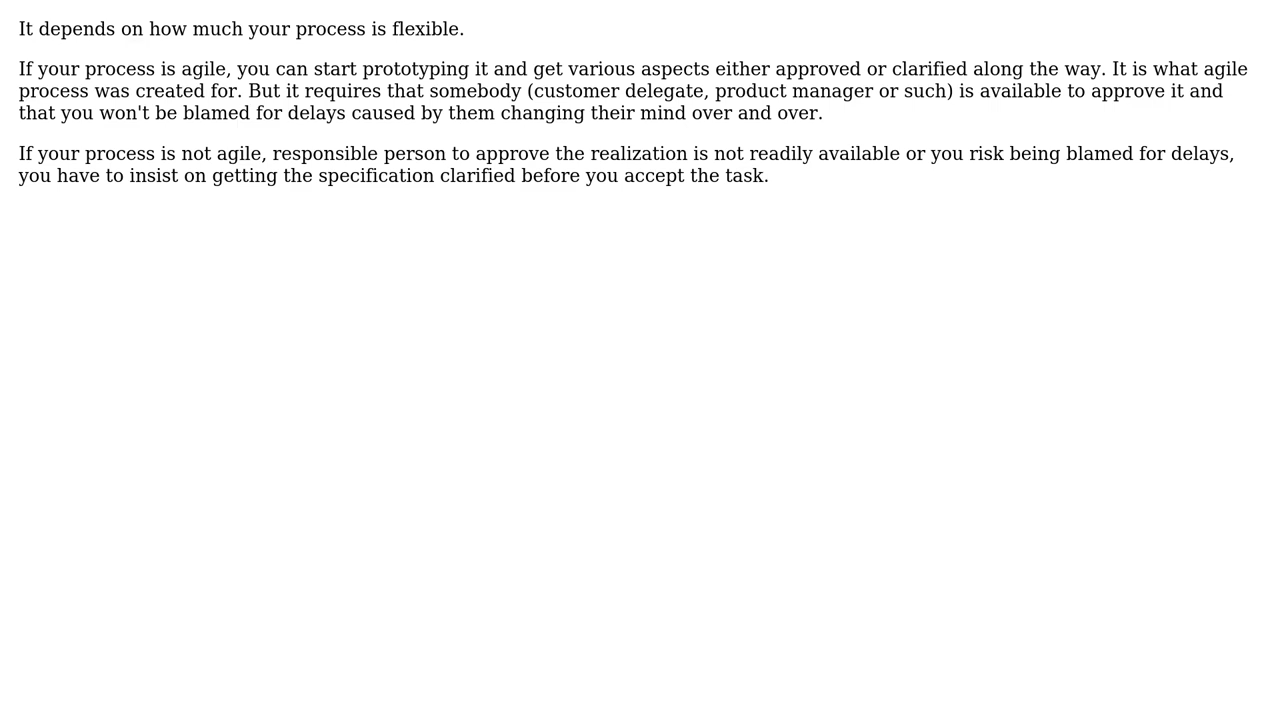 It depends on how much your process is flexible.
If your process is agile, you can start prototyping it and get various aspects either approved or clarified along the way. It is what agile
process was created for. But it requires that somebody (customer delegate, product manager or such) is available to approve it and
that you won't be blamed for delays caused by them changing their mind over and over.
If your process is not agile, responsible person to approve the realization is not readily available or you risk being blamed for delays,
you have to insist on getting the specification clarified before you accept the task.